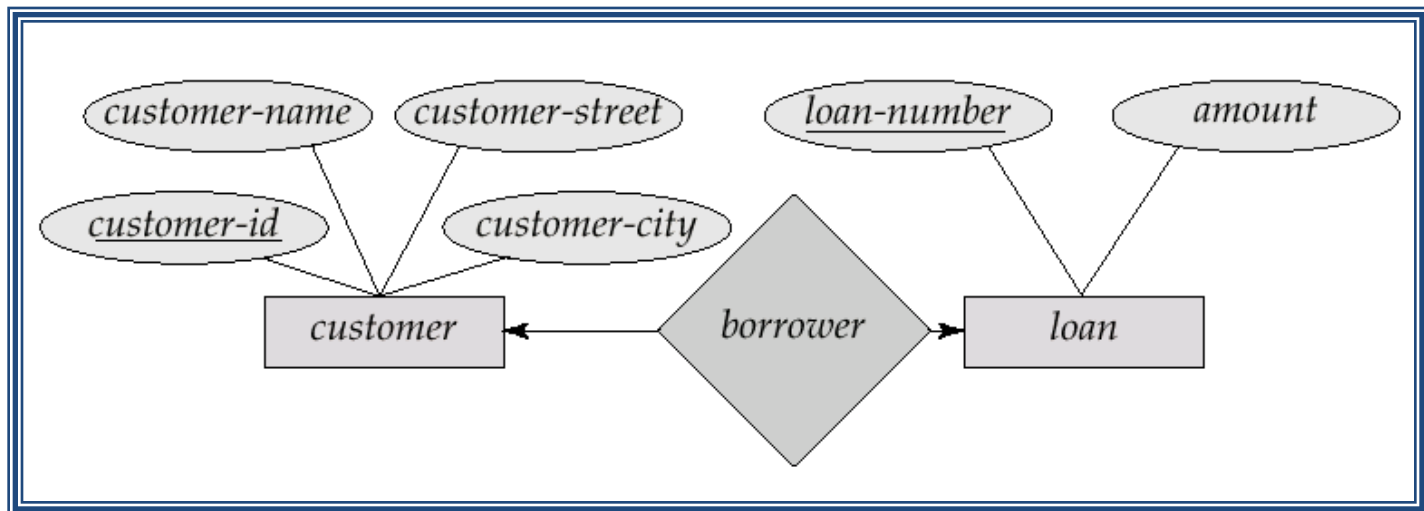 customer-name
customer-street
loan-number
amount
customer-id
customer-city
customer
borrower
loan